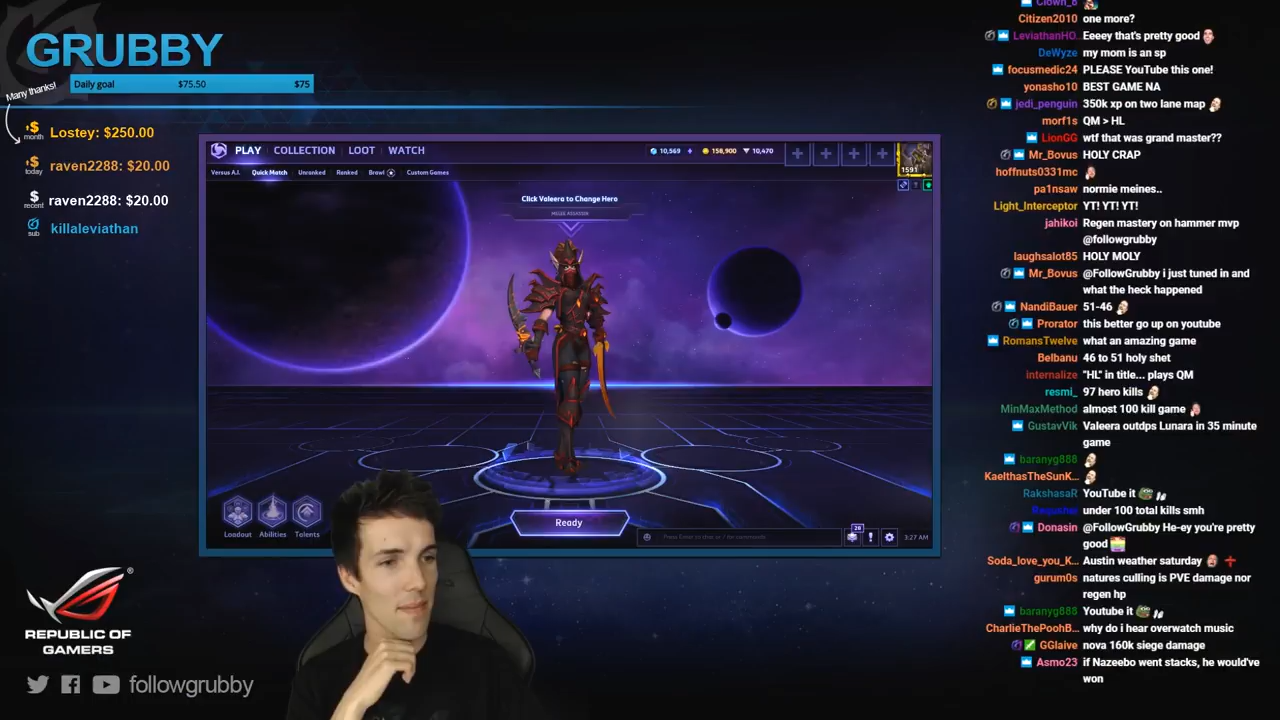 GRUBBY
Daily goal $75.50 $75
Many thanks!
$ month Lostey: $250.00
$ today raven2288: $20.00
$ recent raven2288: $20.00
sub killaleviathan
PLAY COLLECTION LOOT WATCH
10,569 158,900 10,470
1591
Versus A.I. Quick Match Unranked Ranked Brawl Custom Games
Click Valeera to Change Hero
MELEE ASSASSIN
Loadout Abilities Talents
Ready
Press Enter to chat or / for commands
28
3:27 AM
REPUBLIC OF
GAMERS
®
followgrubby
Clown_8
Citizen2010 one more?
LeviathanHO... Eeeey that's pretty good
DeWyze my mom is an sp
focusmedic24 PLEASE YouTube this one!
yonasho10 BEST GAME NA
jedi_penguin 350k xp on two lane map
morf1s QM > HL
LionGG wtf that was grand master??
Mr_Bovus HOLY CRAP
hoffnuts0331mc
pa1nsaw normie meines..
Light_Interceptor YT! YT! YT!
jahikoi Regen mastery on hammer mvp
@followgrubby
laughsalot85 HOLY MOLY
Mr_Bovus @FollowGrubby i just tuned in and
what the heck happened
NandiBauer 51-46
Prorator this better go up on youtube
RomansTwelve what an amazing game
Belbanu 46 to 51 holy shet
internalize "HL" in title... plays QM
resmi_ 97 hero kills
MinMaxMethod almost 100 kill game
GustavVik Valeera outdps Lunara in 35 minute
game
baranyg888
KaelthasTheSunK...
RakshasaR YouTube it
under 100 total kills smh
Donasin @FollowGrubby He-ey you're pretty
good
Soda_love_you_K... Austin weather saturday
gurum0s natures culling is PVE damage nor
regen hp
baranyg888 Youtube it
CharlieThePoohB... why do i hear overwatch music
GGlaive nova 160k siege damage
Asmo23 if Nazeebo went stacks, he would've
won